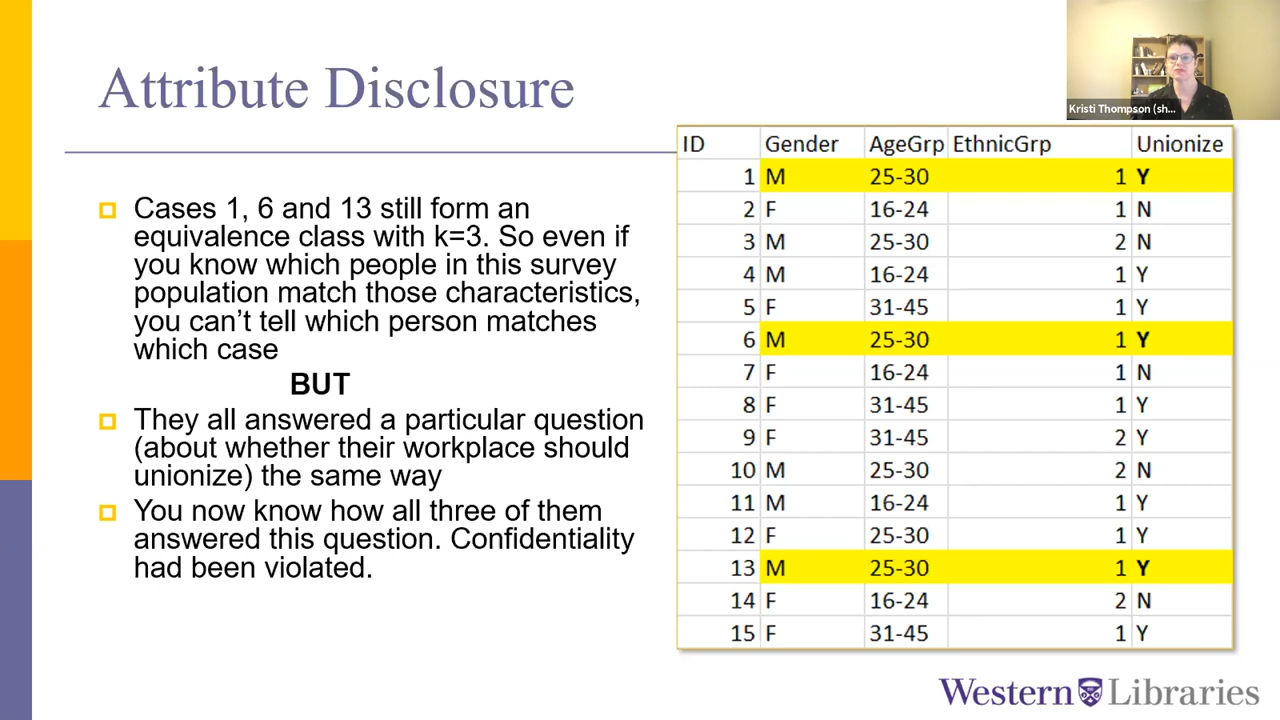 Attribute Disclosure
Kristi Thompson (sh...
Cases 1, 6 and 13 still form an
equivalence class with k=3. So even if
you know which people in this survey
population match those characteristics,
you can't tell which person matches
which case
BUT
They all answered a particular question
(about whether their workplace should
unionize) the same way
You now know how all three of them
answered this question. Confidentiality
had been violated.
ID Gender AgeGrp EthnicGrp Unionize
1 M 25-30 1 Y
2 F 16-24 1 N
3 M 25-30 2 N
4 M 16-24 1 Y
5 F 31-45 1 Y
6 M 25-30 1 Y
7 F 16-24 1 N
8 F 31-45 1 Y
9 F 31-45 2 Y
10 M 25-30 2 N
11 M 16-24 1 Y
12 F 25-30 1 Y
13 M 25-30 1 Y
14 F 16-24 2 N
15 F 31-45 1 Y
Western Libraries